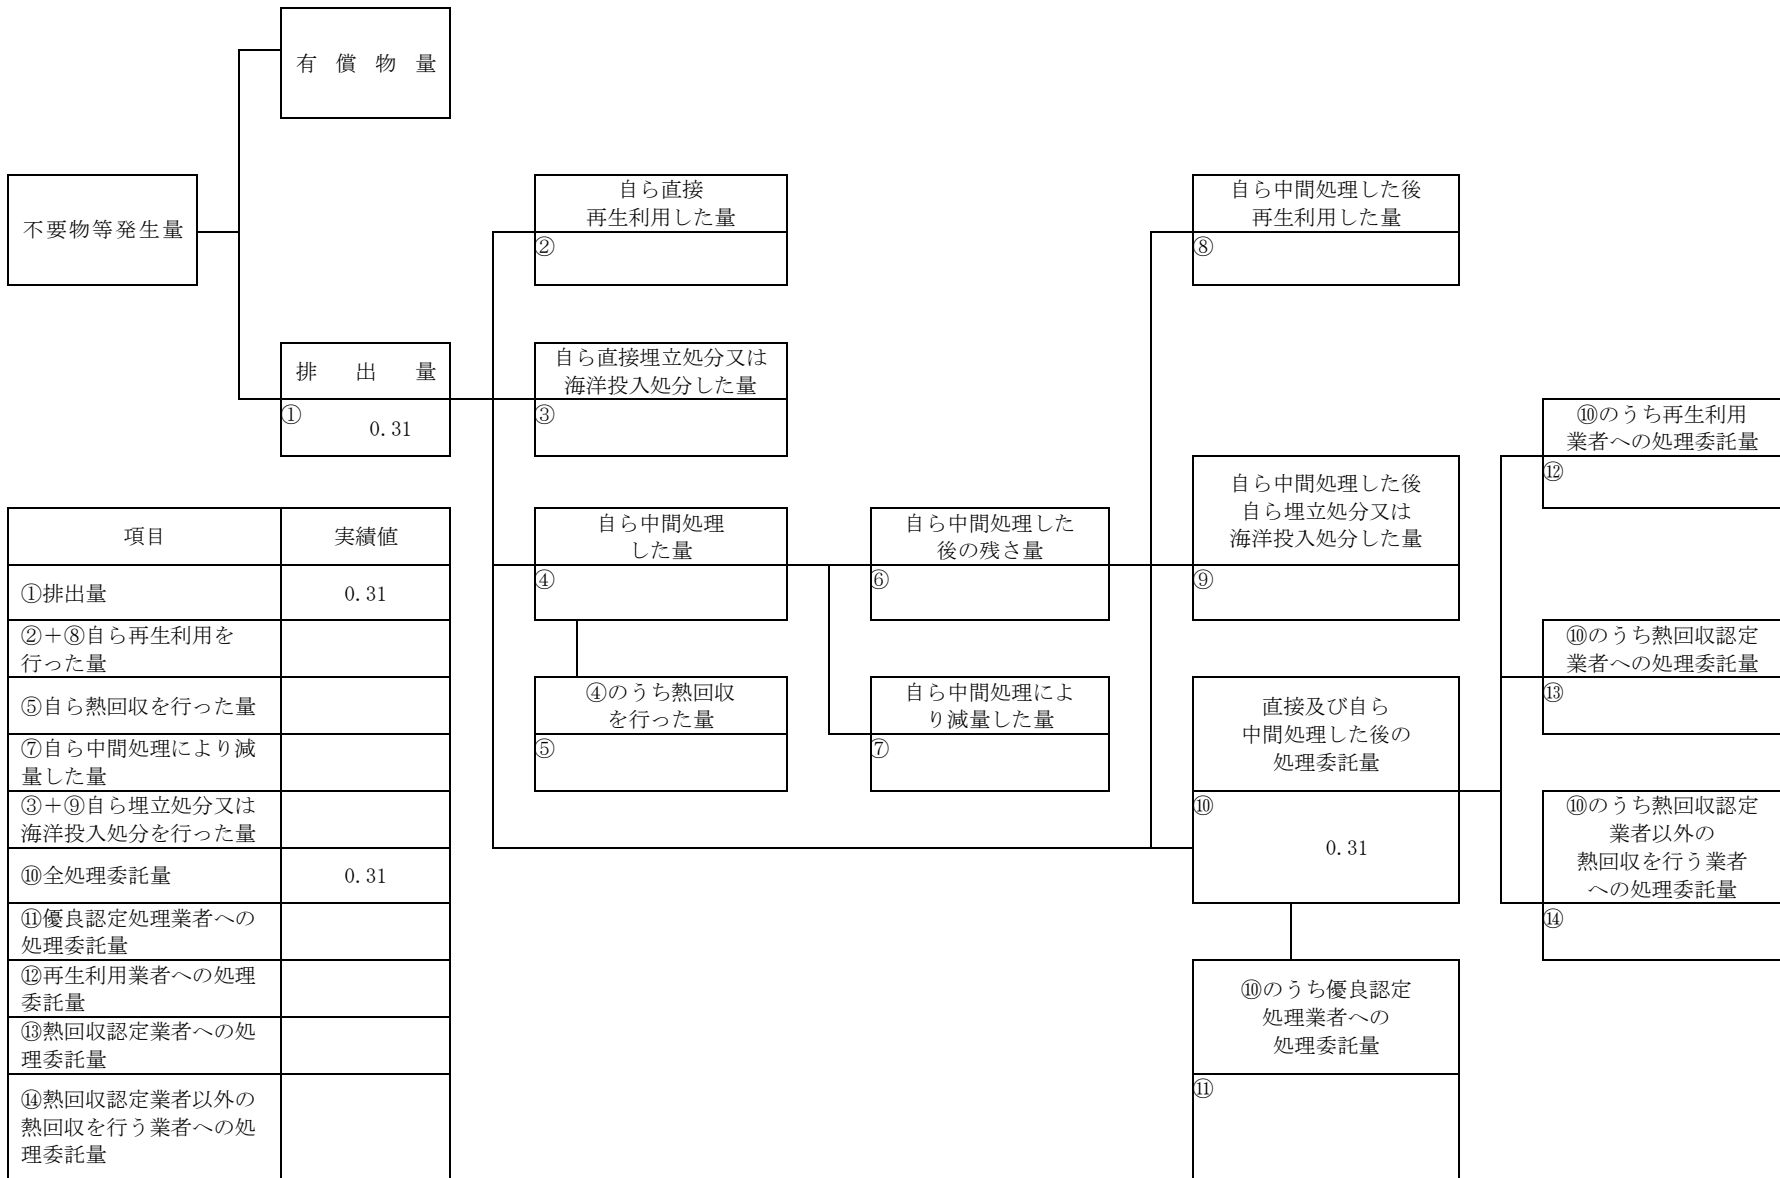 有償物量
不要物等発生量
自ら直接
再生利用した量
②
自ら中間処理した後
再生利用した量
⑧
排出量
①
0.31
自ら直接埋立処分又は
海洋投入処分した量
③
⑩のうち再生利用
業者への処理委託量
⑫
自ら中間処理
した量
④
自ら中間処理した
後の残さ量
⑥
自ら中間処理した後
自ら埋立処分又は
海洋投入処分した量
⑨
⑩のうち熱回収認定
業者への処理委託量
⑬
④のうち熱回収
を行った量
⑤
自ら中間処理によ
り減量した量
⑦
直接及び自ら
中間処理した後の
処理委託量
⑩
0.31
⑩のうち熱回収認定
業者以外の
熱回収を行う業者
への処理委託量
⑭
⑩のうち優良認定
処理業者への
処理委託量
⑪
項目
実績値
①排出量
0.31
②＋⑧自ら再生利用を
行った量
⑤自ら熱回収を行った量
⑦自ら中間処理により減
量した量
③＋⑨自ら埋立処分又は
海洋投入処分を行った量
⑩全処理委託量
0.31
⑪優良認定処理業者への
処理委託量
⑫再生利用業者への処理
委託量
⑬熱回収認定業者への処
理委託量
⑭熱回収認定業者以外の
熱回収を行う業者への処
理委託量